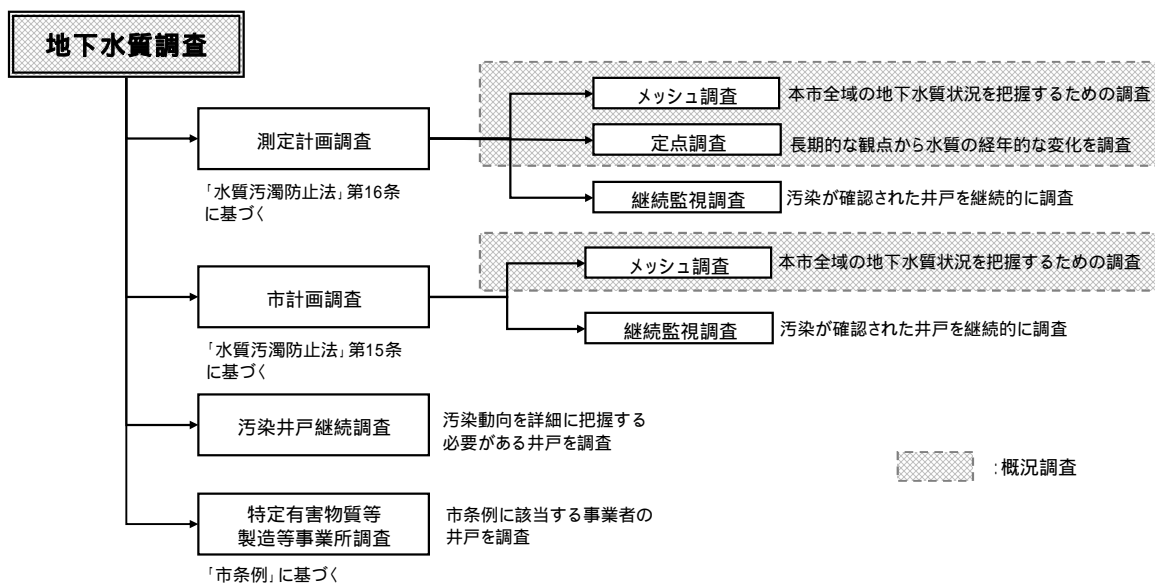 地下水質調査
メッシュ調査 本市全域の地下水質状況を把握するための調査
測定計画調査
定点調査 長期的な観点から水質の経年的な変化を調査
「水質汚濁防止法」第16条
に基づく
継続監視調査 汚染が確認された井戸を継続的に調査
メッシュ調査 本市全域の地下水質状況を把握するための調査
市計画調査
継続監視調査 汚染が確認された井戸を継続的に調査
「水質汚濁防止法」第15条
に基づく
汚染井戸継続調査
汚染動向を詳細に把握する
必要がある井戸を調査
:概況調査
特定有害物質等
製造等事業所調査
市条例に該当する事業者の
井戸を調査
「市条例」に基づく